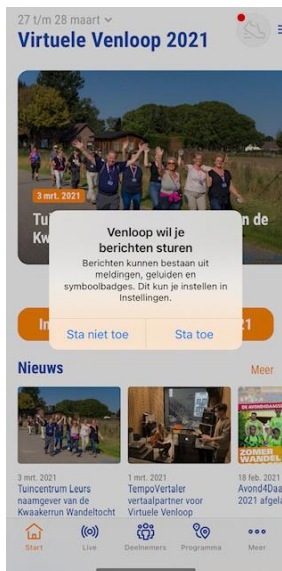 27 t/m 28 maart
Virtuele Venloop 2021
3 mrt. 2021
Tu
n de
Kw
Venloop wil je
berichten sturen
Berichten kunnen bestaan uit
meldingen, geluiden en
symboolbadges. Dit kun je instellen in
Instellingen.
Sta niet toe
Sta toe
In
21
Nieuws
Meer
3 mrt. 2021
Tuincentrum Leurs
naamgever van de
Kwaakerrun Wandeltocht
1 mrt. 2021
TempoVertaler
vertaalpartner voor
Virtuele Venloop
DE AVONDVIERDAAGSE
ZOMER
WANDEL
18 feb. 2021
Avond4Daa
2021 afgela
Start
Live
Deelnemers
Programma
Meer